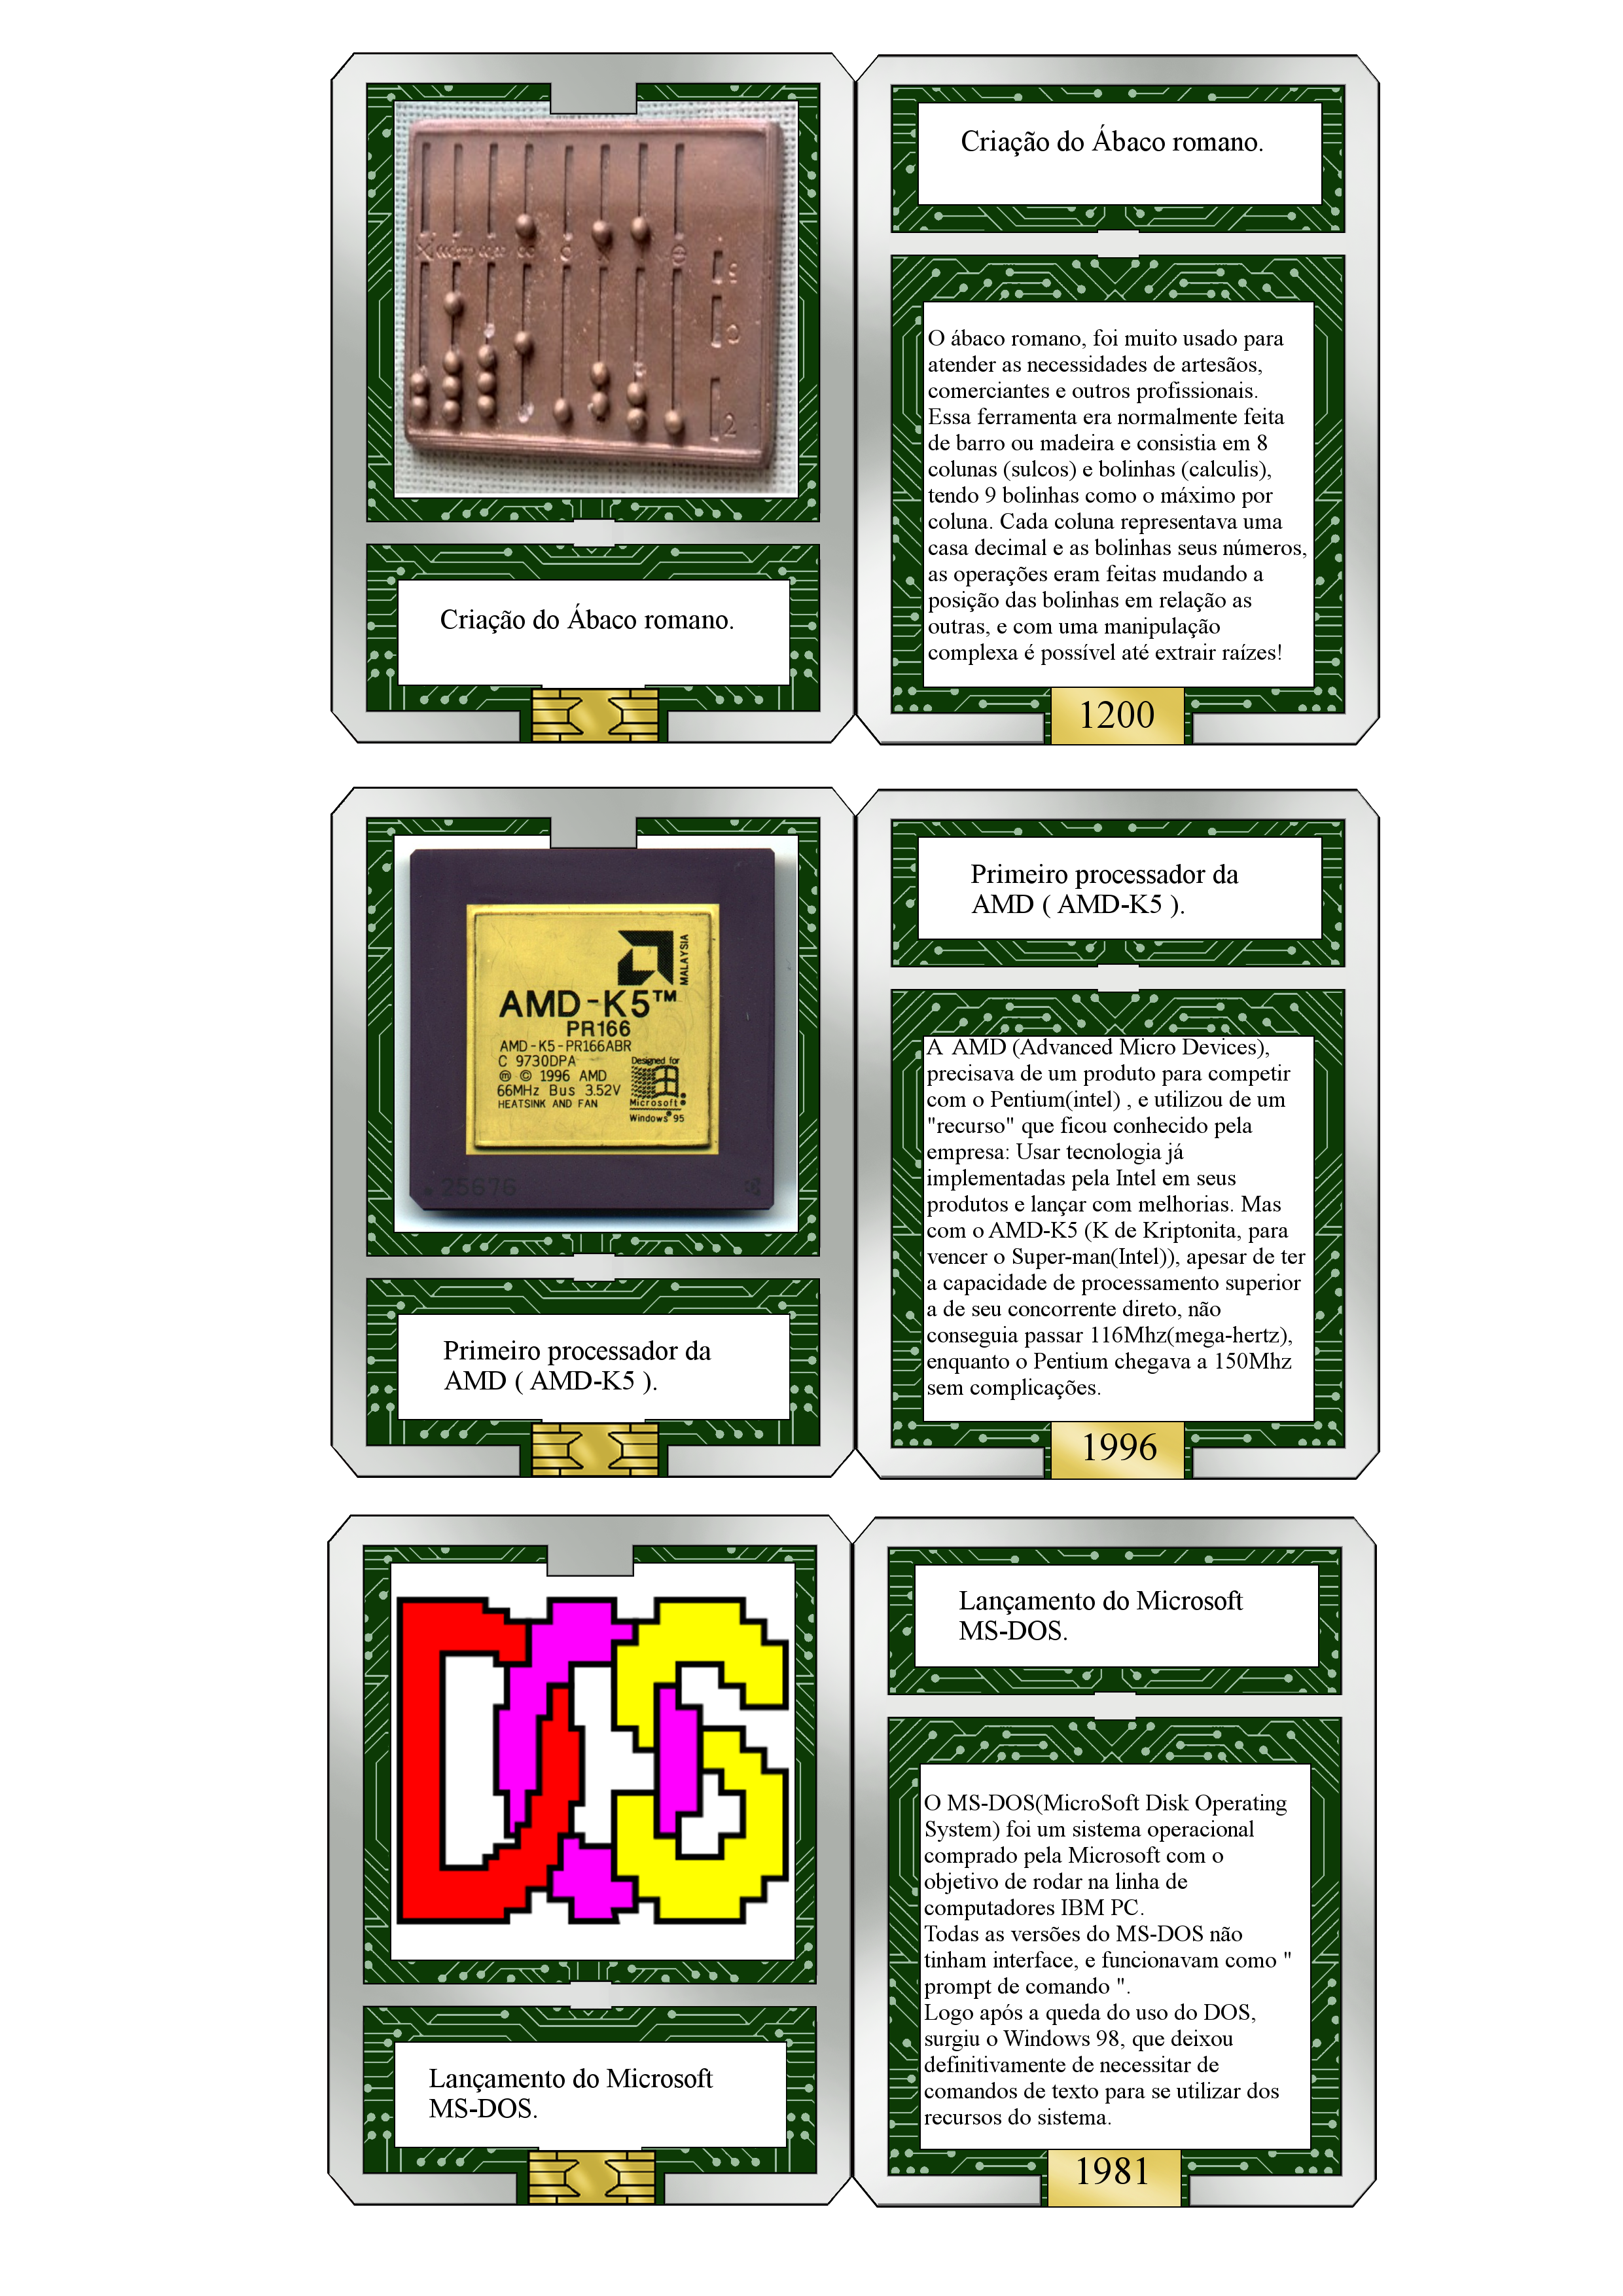 Criação do Ábaco romano.
Criação do Ábaco romano.
O ábaco romano, foi muito usado para
atender as necessidades de artesãos,
comerciantes e outros profissionais.
Essa ferramenta era normalmente feita
de barro ou madeira e consistia em 8
colunas (sulcos) e bolinhas (calculis),
tendo 9 bolinhas como o máximo por
coluna. Cada coluna representava uma
casa decimal e as bolinhas seus números,
as operações eram feitas mudando a
posição das bolinhas em relação as
outras, e com uma manipulação
complexa é possível até extrair raízes!
1200
MALAYSIA
AMD-K5™
PR166
AMD-K5-PR166ABR
C 9730DPA
Ⓜ © 1996 AMD
66MHz Bus 3.52V
HEATSINK AND FAN
Designed for
Microsoft®
Windows®95
25676
Primeiro processador da
AMD ( AMD-K5 ).
Primeiro processador da
AMD ( AMD-K5 ).
A AMD (Advanced Micro Devices),
precisava de um produto para competir
com o Pentium(intel) , e utilizou de um
"recurso" que ficou conhecido pela
empresa: Usar tecnologia já
implementadas pela Intel em seus
produtos e lançar com melhorias. Mas
com o AMD-K5 (K de Kriptonita, para
vencer o Super-man(Intel)), apesar de ter
a capacidade de processamento superior
a de seu concorrente direto, não
conseguia passar 116Mhz(mega-hertz),
enquanto o Pentium chegava a 150Mhz
sem complicações.
1996
DOS
Lançamento do Microsoft
MS-DOS.
Lançamento do Microsoft
MS-DOS.
O MS-DOS(MicroSoft Disk Operating
System) foi um sistema operacional
comprado pela Microsoft com o
objetivo de rodar na linha de
computadores IBM PC.
Todas as versões do MS-DOS não
tinham interface, e funcionavam como "
prompt de comando ".
Logo após a queda do uso do DOS,
surgiu o Windows 98, que deixou
definitivamente de necessitar de
comandos de texto para se utilizar dos
recursos do sistema.
1981